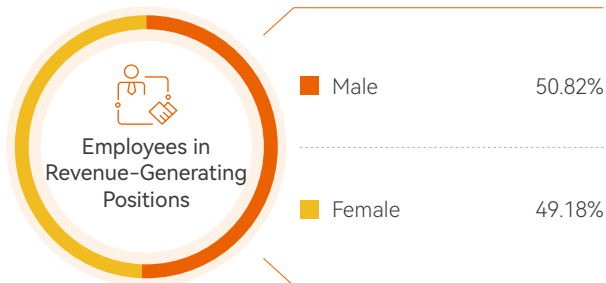 Employees in
Revenue-Generating
Positions
Male 50.82%
Female 49.18%